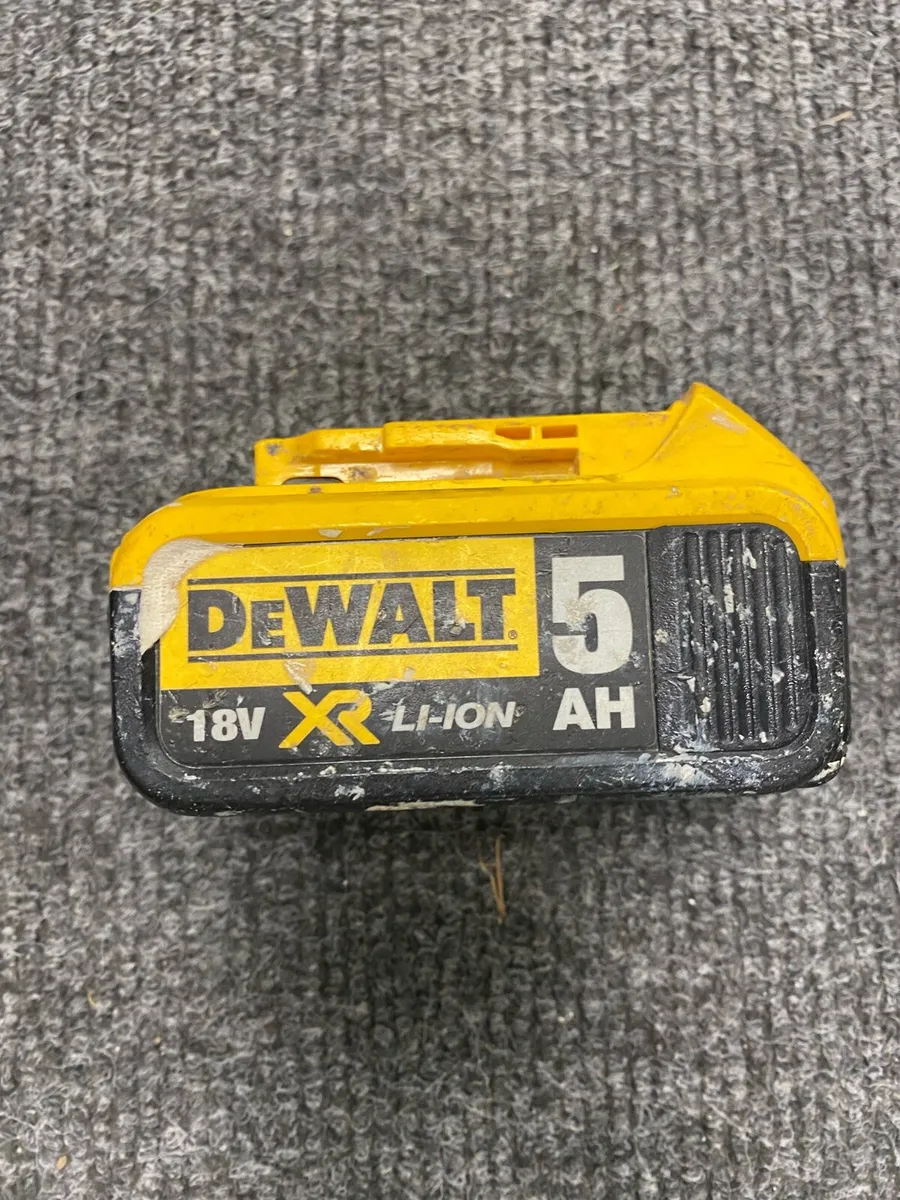 DEWALT®
5
AH
18V XR LI-ION